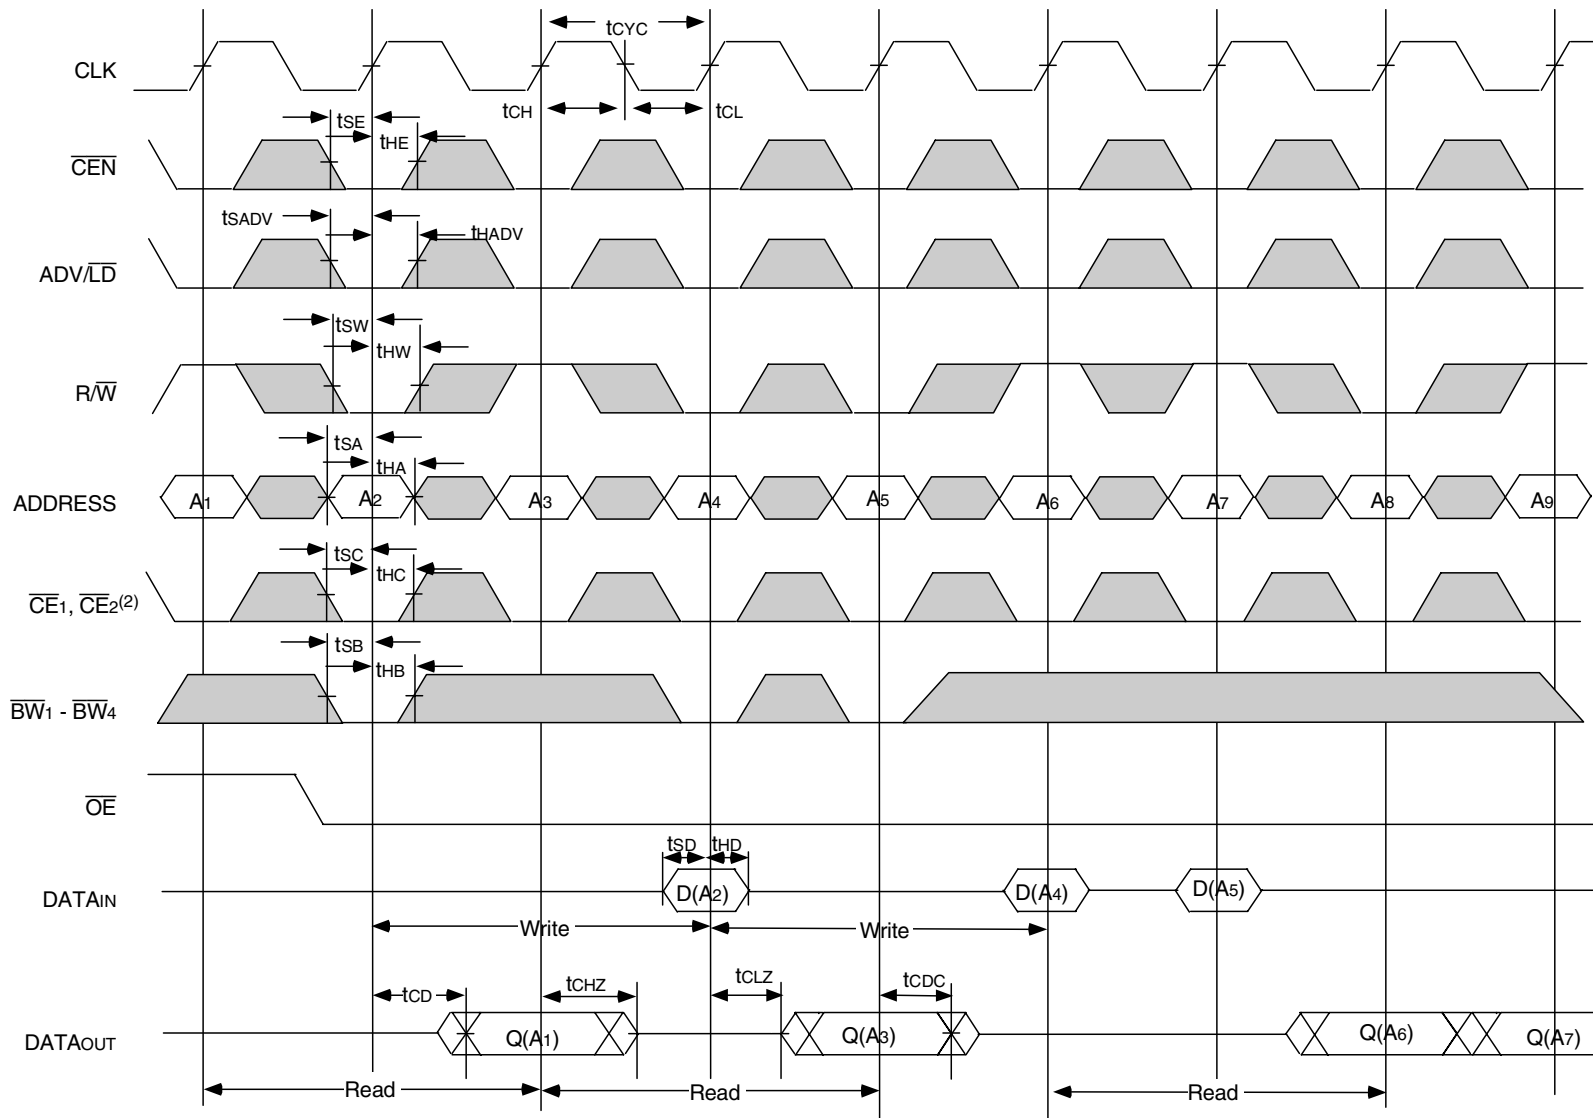 tCYC
CLK
tCH
tCL
tSE
tHE
CEN
tSADV
tHADV
ADV/LD
tSW
tHW
R/W
tSA
tHA
ADDRESS
A1 A2 A3 A4 A5 A6 A7 A8 A9
tSC
tHC
CE1, CE2(2)
tSB
tHB
BW1 - BW4
OE
tSD
tHD
DATAIN
D(A2) D(A4) D(A5)
Write
Write
tCD
tCHZ
tCLZ
tCDC
DATAOUT
Q(A1) Q(A3) Q(A6) Q(A7)
Read
Read
Read